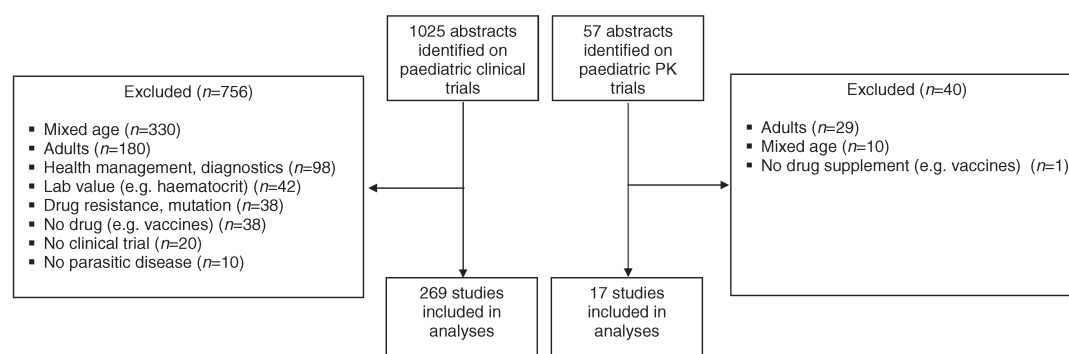 1025 abstracts
identified on
paediatric clinical
trials
57 abstracts
identified on
paediatric PK
trials
Excluded (n=756)
▪ Mixed age (n=330)
▪ Adults (n=180)
▪ Health management, diagnostics (n=98)
▪ Lab value (e.g. haematocrit) (n=42)
▪ Drug resistance, mutation (n=38)
▪ No drug (e.g. vaccines) (n=38)
▪ No clinical trial (n=20)
▪ No parasitic disease (n=10)
Excluded (n=40)
▪ Adults (n=29)
▪ Mixed age (n=10)
▪ No drug supplement (e.g. vaccines) (n=1)
269 studies
included in
analyses
17 studies
included in
analyses